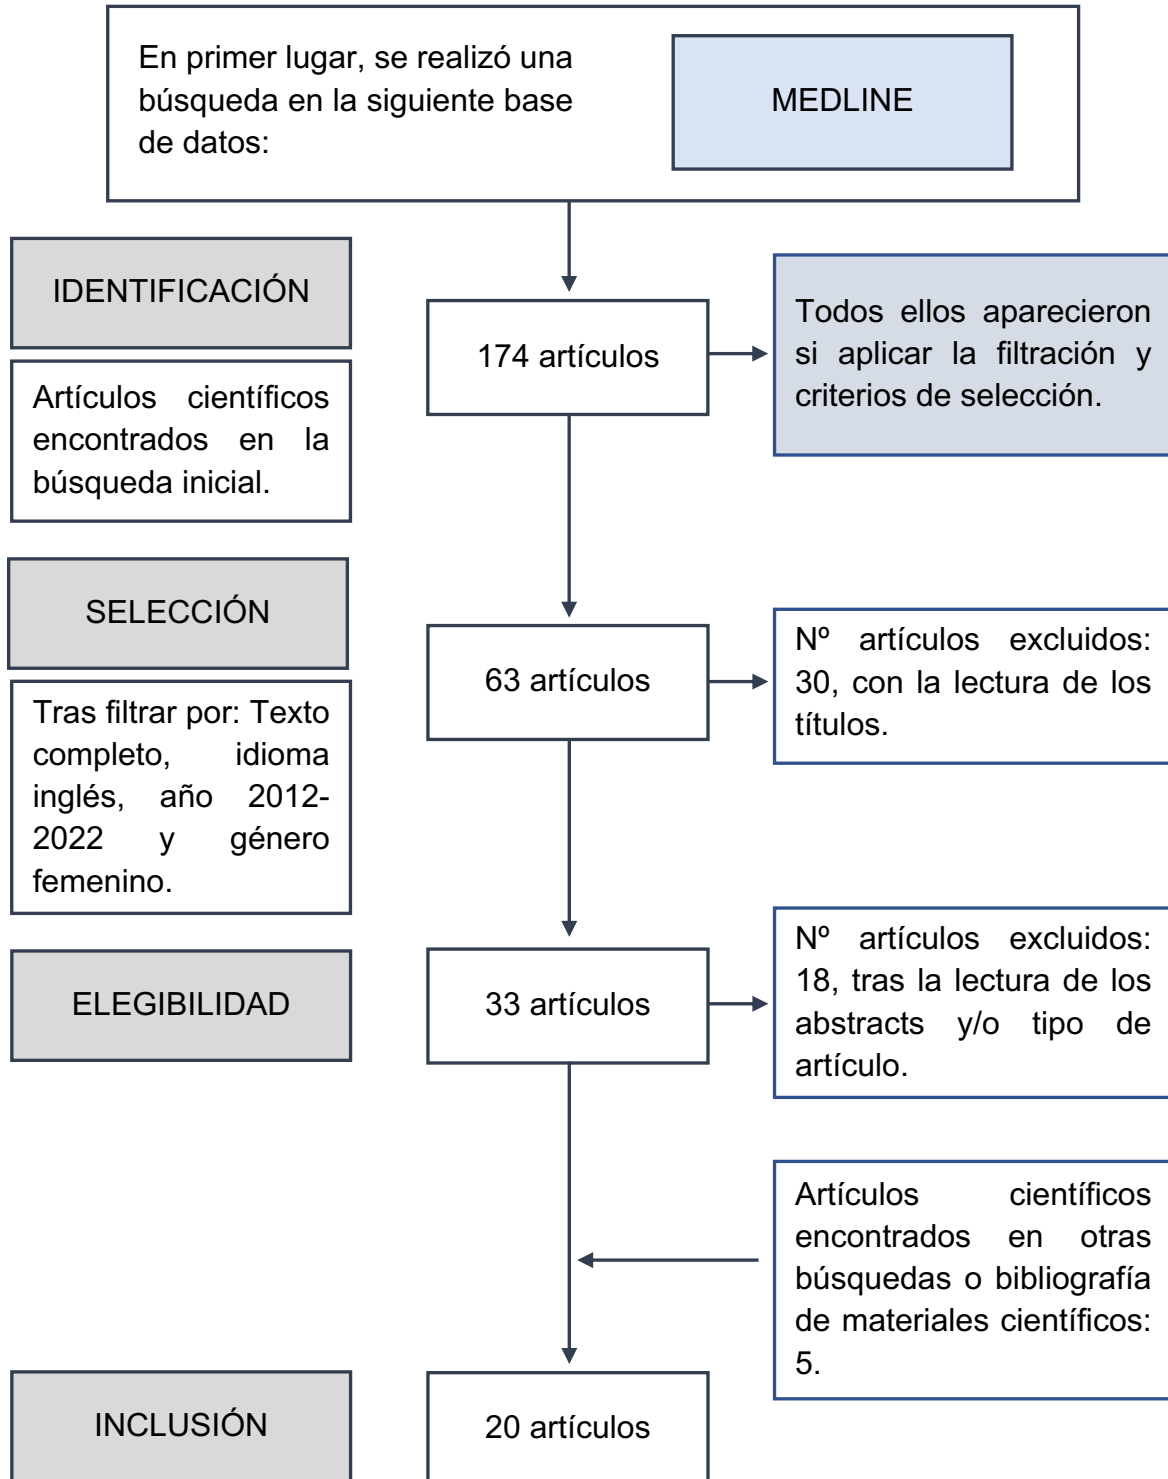 En primer lugar, se realizó una
búsqueda en la siguiente base
de datos:
MEDLINE
IDENTIFICACIÓN
Artículos científicos
encontrados en la
búsqueda inicial.
174 artículos
Todos ellos aparecieron
si aplicar la filtración y
criterios de selección.
SELECCIÓN
Tras filtrar por: Texto
completo, idioma
inglés, año 2012-
2022 y género
femenino.
63 artículos
Nº artículos excluidos:
30, con la lectura de los
títulos.
ELEGIBILIDAD
33 artículos
Nº artículos excluidos:
18, tras la lectura de los
abstracts y/o tipo de
artículo.
Artículos científicos
encontrados en otras
búsquedas o bibliografía
de materiales científicos:
5.
INCLUSIÓN
20 artículos